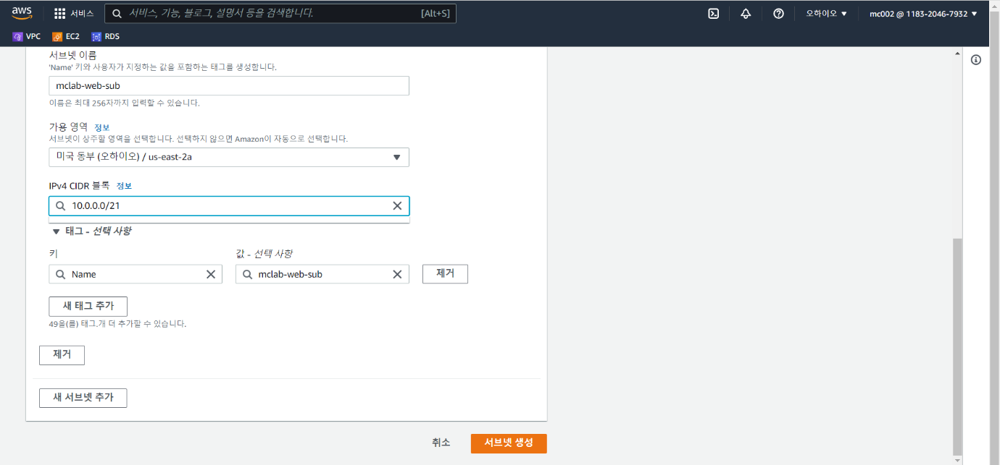 aws
서비스
서비스, 기능, 블로그, 설명서 등을 검색합니다.
[Alt+S]
오하이오
mc002 @ 1183-2046-7932
VPC
EC2
RDS
서브넷 이름
'Name' 키와 사용자가 지정하는 값을 포함하는 태그를 생성합니다.
mclab-web-sub
이름은 최대 256자까지 입력할 수 있습니다.
가용 영역 정보
서브넷이 상주할 영역을 선택합니다. 선택하지 않으면 Amazon이 자동으로 선택합니다.
미국 동부 (오하이오) / us-east-2a
IPv4 CIDR 블록 정보
10.0.0.0/21
태그 - 선택 사항
키
값 - 선택 사항
Name
mclab-web-sub
제거
새 태그 추가
49을(를) 태그.개 더 추가할 수 있습니다.
제거
새 서브넷 추가
취소
서브넷 생성